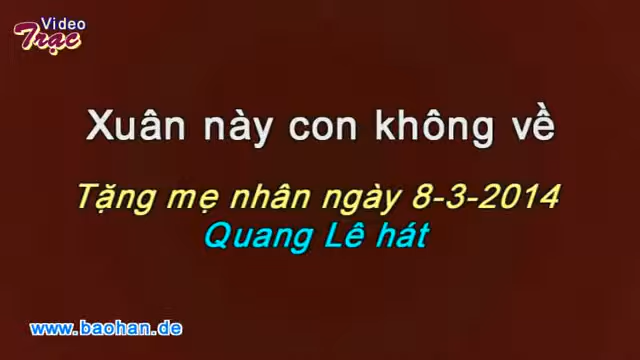 Video
Trạc
Xuân này con không về
Tặng mẹ nhân ngày 8-3-2014
Quang Lê hát
www.baohan.de